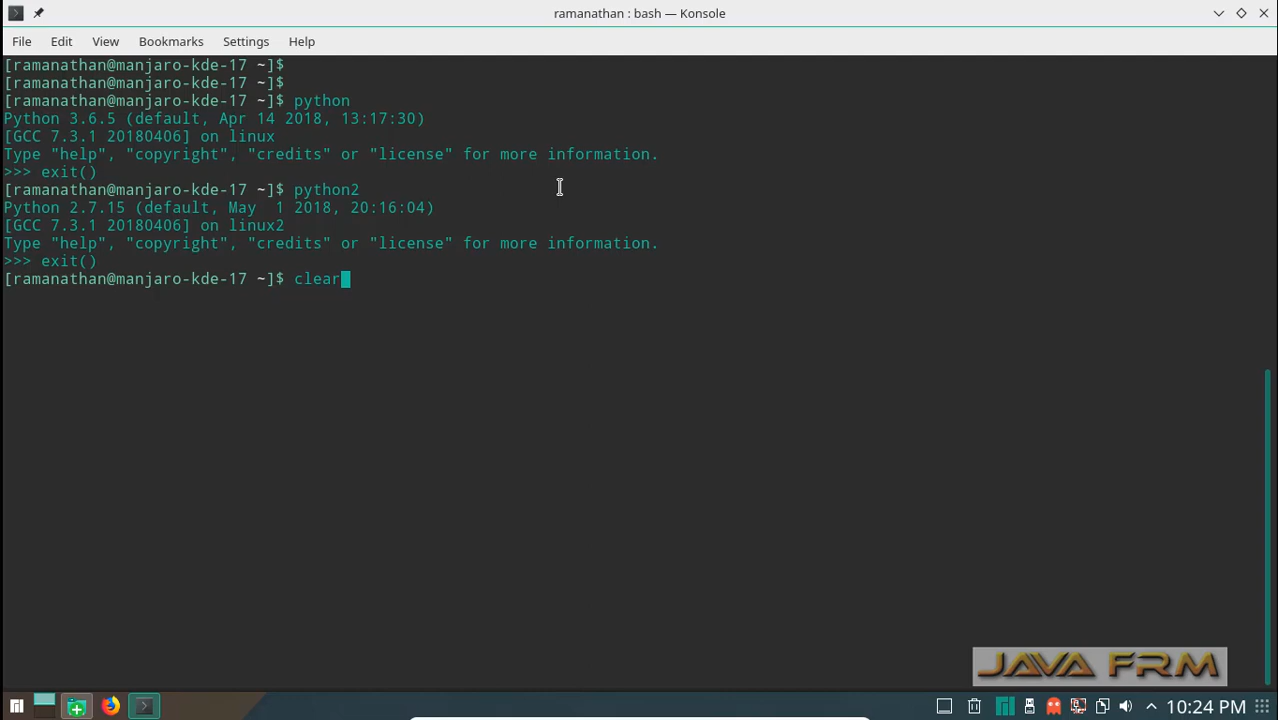 ramanathan : bash — Konsole
File Edit View Bookmarks Settings Help
[ramanathan@manjaro-kde-17 ~]$
[ramanathan@manjaro-kde-17 ~]$
[ramanathan@manjaro-kde-17 ~]$ python
Python 3.6.5 (default, Apr 14 2018, 13:17:30)
[GCC 7.3.1 20180406] on linux
Type "help", "copyright", "credits" or "license" for more information.
>>> exit()
[ramanathan@manjaro-kde-17 ~]$ python2
Python 2.7.15 (default, May  1 2018, 20:16:04)
[GCC 7.3.1 20180406] on linux2
Type "help", "copyright", "credits" or "license" for more information.
>>> exit()
[ramanathan@manjaro-kde-17 ~]$ clear
JAVA FRM
10:24 PM